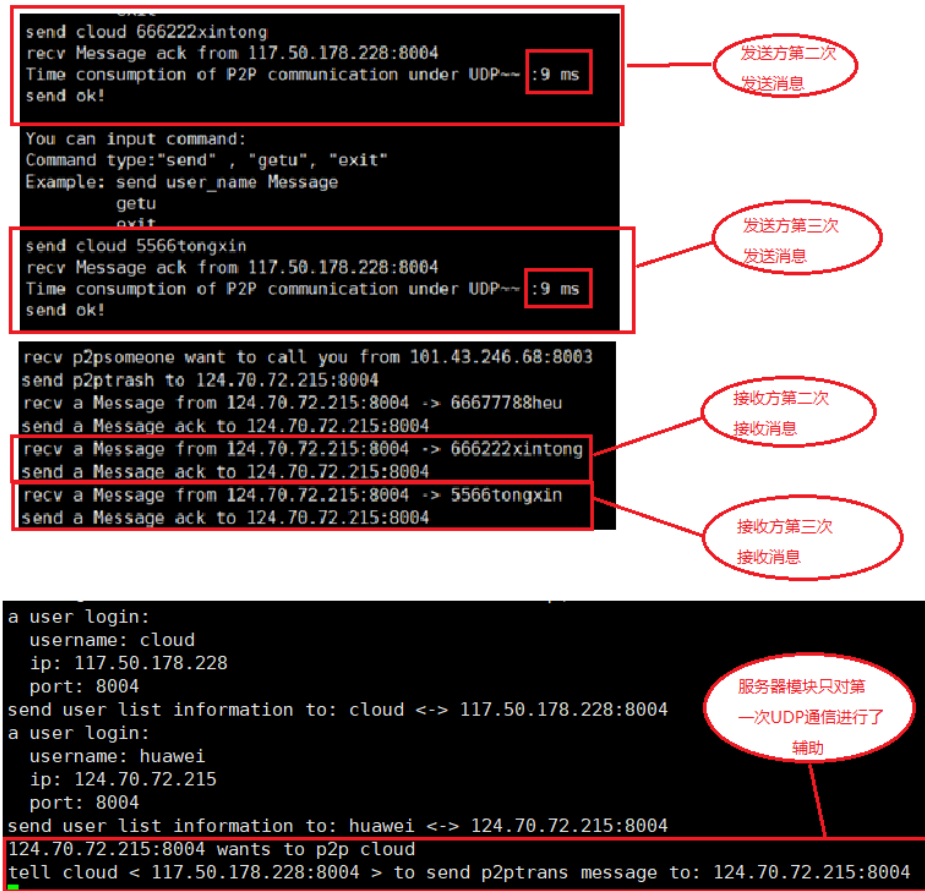 send cloud 666222xintong
recv Message ack from 117.50.178.228:8004
Time consumption of P2P communication under UDP~~ :9 ms
send ok!
发送方第二次
发送消息
You can input command:
Command type:"send" , "getu", "exit"
Example: send user_name Message
getu
exit
send cloud 5566tongxin
recv Message ack from 117.50.178.228:8004
Time consumption of P2P communication under UDP~~ :9 ms
send ok!
发送方第三次
发送消息
recv p2psomeone want to call you from 101.43.246.68:8003
send p2ptrash to 124.70.72.215:8004
recv a Message from 124.70.72.215:8004 -> 66677788heu
send a Message ack to 124.70.72.215:8004
recv a Message from 124.70.72.215:8004 -> 666222xintong
send a Message ack to 124.70.72.215:8004
recv a Message from 124.70.72.215:8004 -> 5566tongxin
send a Message ack to 124.70.72.215:8004
接收方第二次
接收消息
接收方第三次
接收消息
a user login:
username: cloud
ip: 117.50.178.228
port: 8004
send user list information to: cloud <-> 117.50.178.228:8004
a user login:
username: huawei
ip: 124.70.72.215
port: 8004
send user list information to: huawei <-> 124.70.72.215:8004
124.70.72.215:8004 wants to p2p cloud
tell cloud < 117.50.178.228:8004 > to send p2ptrans message to: 124.70.72.215:8004
服务器模块只对第
一次UDP通信进行了
辅助